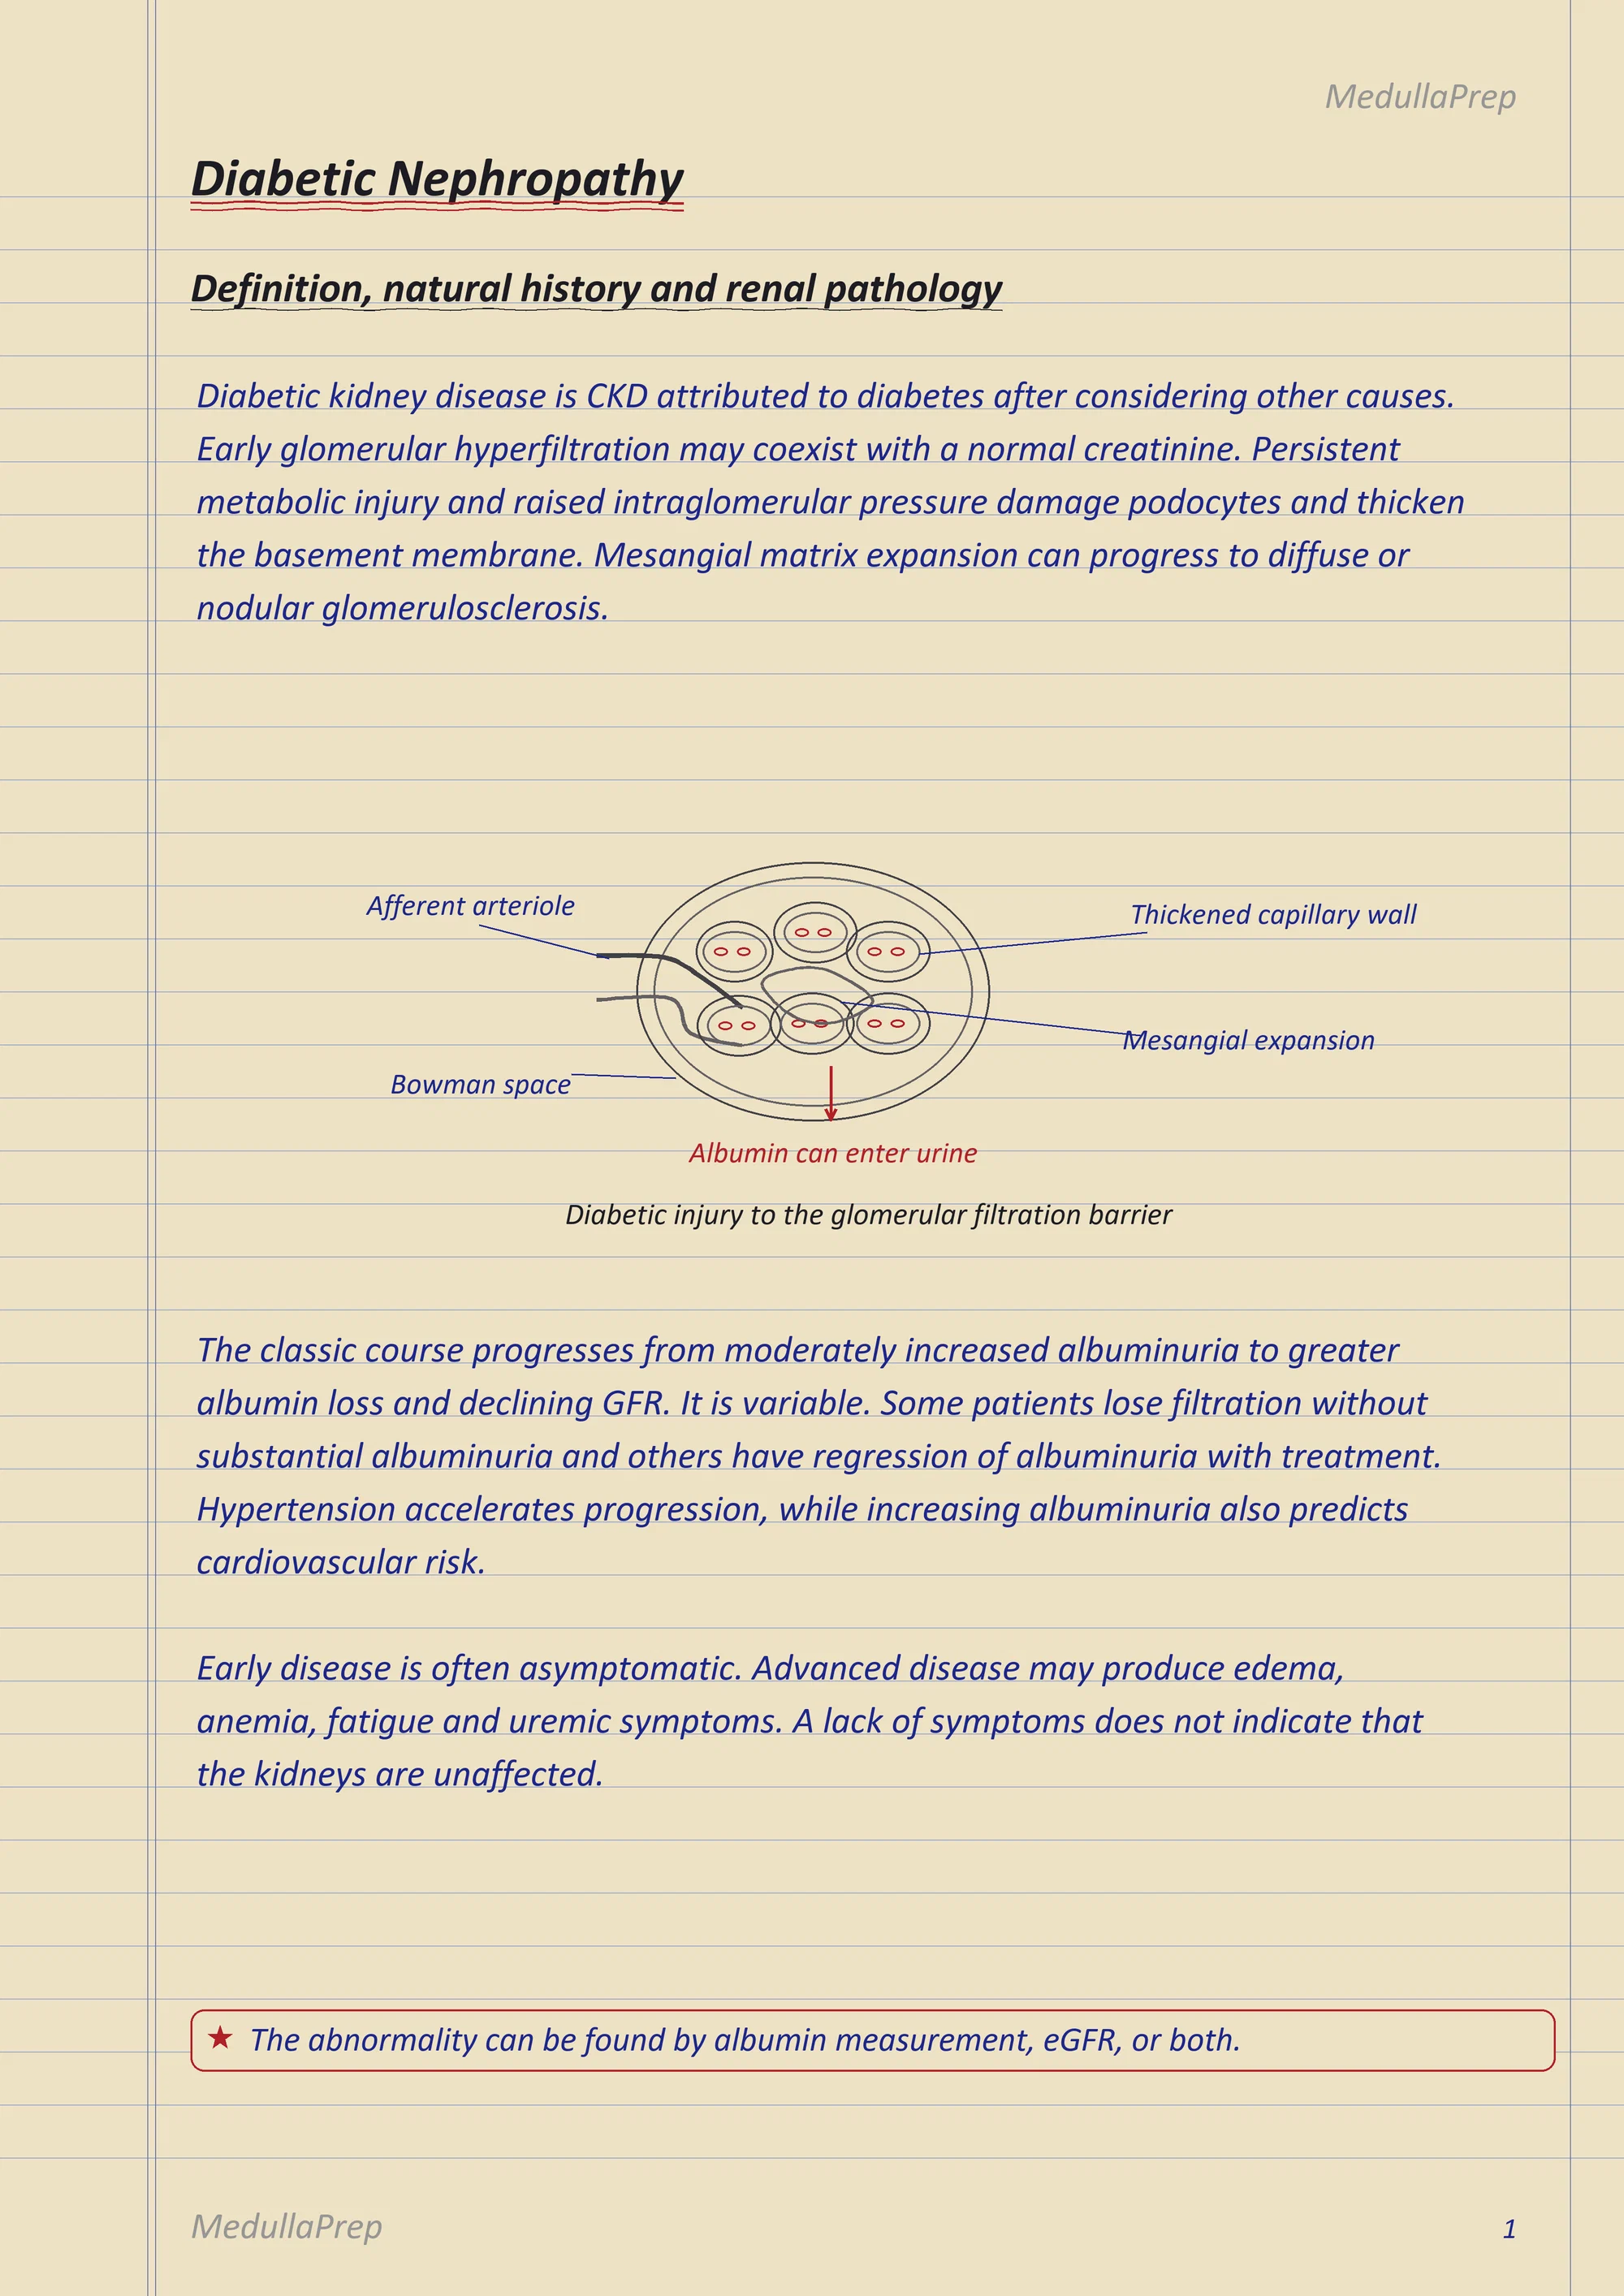 MedullaPrep
Diabetic Nephropathy
Definition, natural history and renal pathology
Diabetic kidney disease is CKD attributed to diabetes after considering other causes.
Early glomerular hyperfiltration may coexist with a normal creatinine. Persistent
metabolic injury and raised intraglomerular pressure damage podocytes and thicken
the basement membrane. Mesangial matrix expansion can progress to diffuse or
nodular glomerulosclerosis.
Afferent arteriole
Thickened capillary wall
Mesangial expansion
Bowman space
Albumin can enter urine
Diabetic injury to the glomerular filtration barrier
The classic course progresses from moderately increased albuminuria to greater
albumin loss and declining GFR. It is variable. Some patients lose filtration without
substantial albuminuria and others have regression of albuminuria with treatment.
Hypertension accelerates progression, while increasing albuminuria also predicts
cardiovascular risk.
Early disease is often asymptomatic. Advanced disease may produce edema,
anemia, fatigue and uremic symptoms. A lack of symptoms does not indicate that
the kidneys are unaffected.
★ The abnormality can be found by albumin measurement, eGFR, or both.
MedullaPrep
1